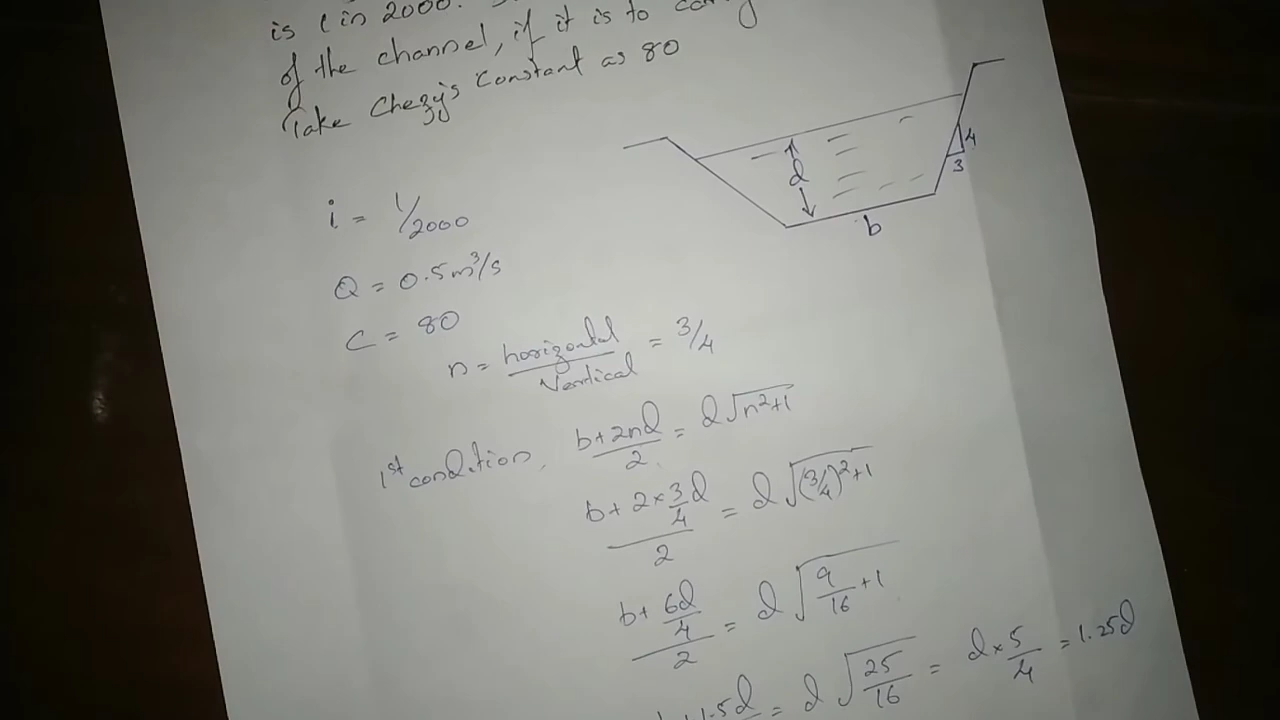 is 1 in 2000.
of the channel, if it is to carry
Take Chezy's Constant as 80
d
4
3
b
i = 1/2000
Q = 0.5 m³/s
C = 80
n = horizontal/Vertical = 3/4
1st condition, (b+2nd)/2 = d√(n²+1)
(b + 2 × 3/4 d)/2 = d√((3/4)²+1)
(b + 6d/4)/2 = d√(9/16 + 1)
1.5d = d√(25/16) = d × 5/4 = 1.25d